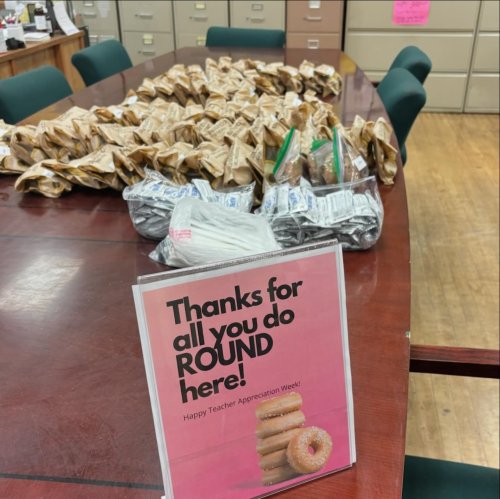 Thanks for
all you do
ROUND
here!
Happy Teacher Appreciation Week!